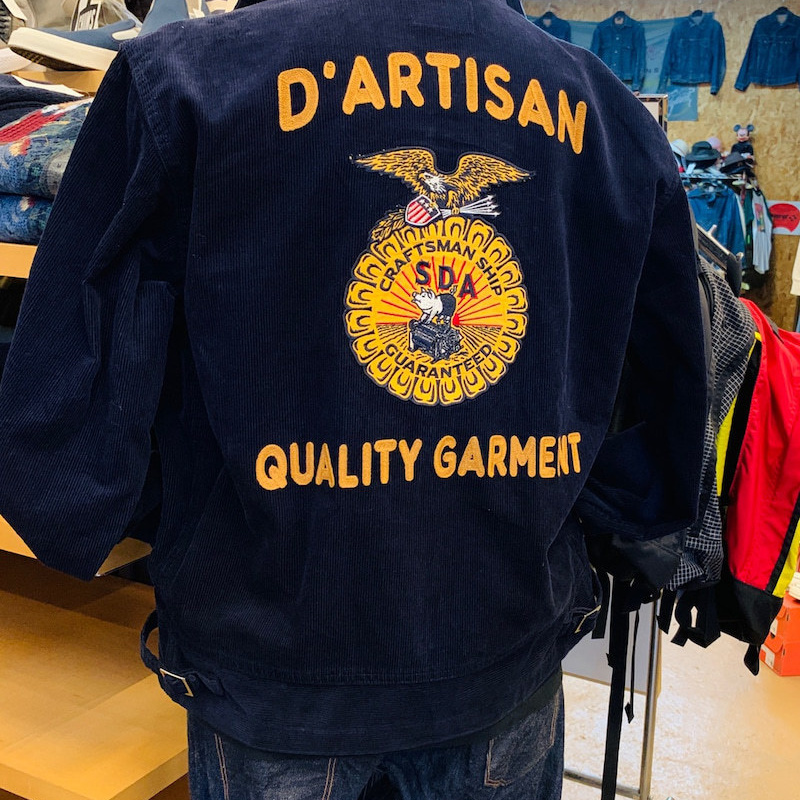 D'ARTISAN
CRAFTSMAN SHIP
SDA
GUARANTEED
QUALITY GARMENT